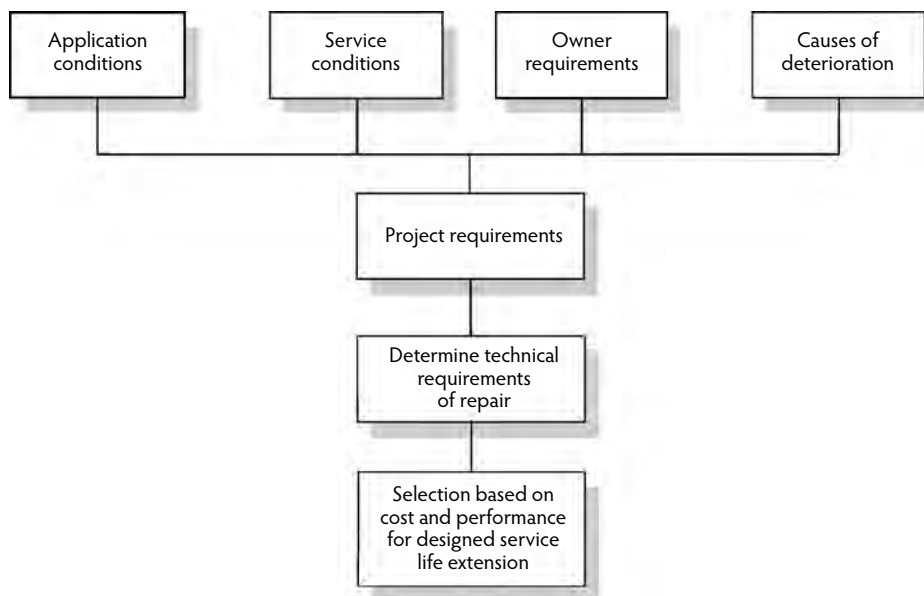 Application
conditions
Service
conditions
Owner
requirements
Causes of
deterioration
Project requirements
Determine technical
requirements
of repair
Selection based on
cost and performance
for designed service
life extension